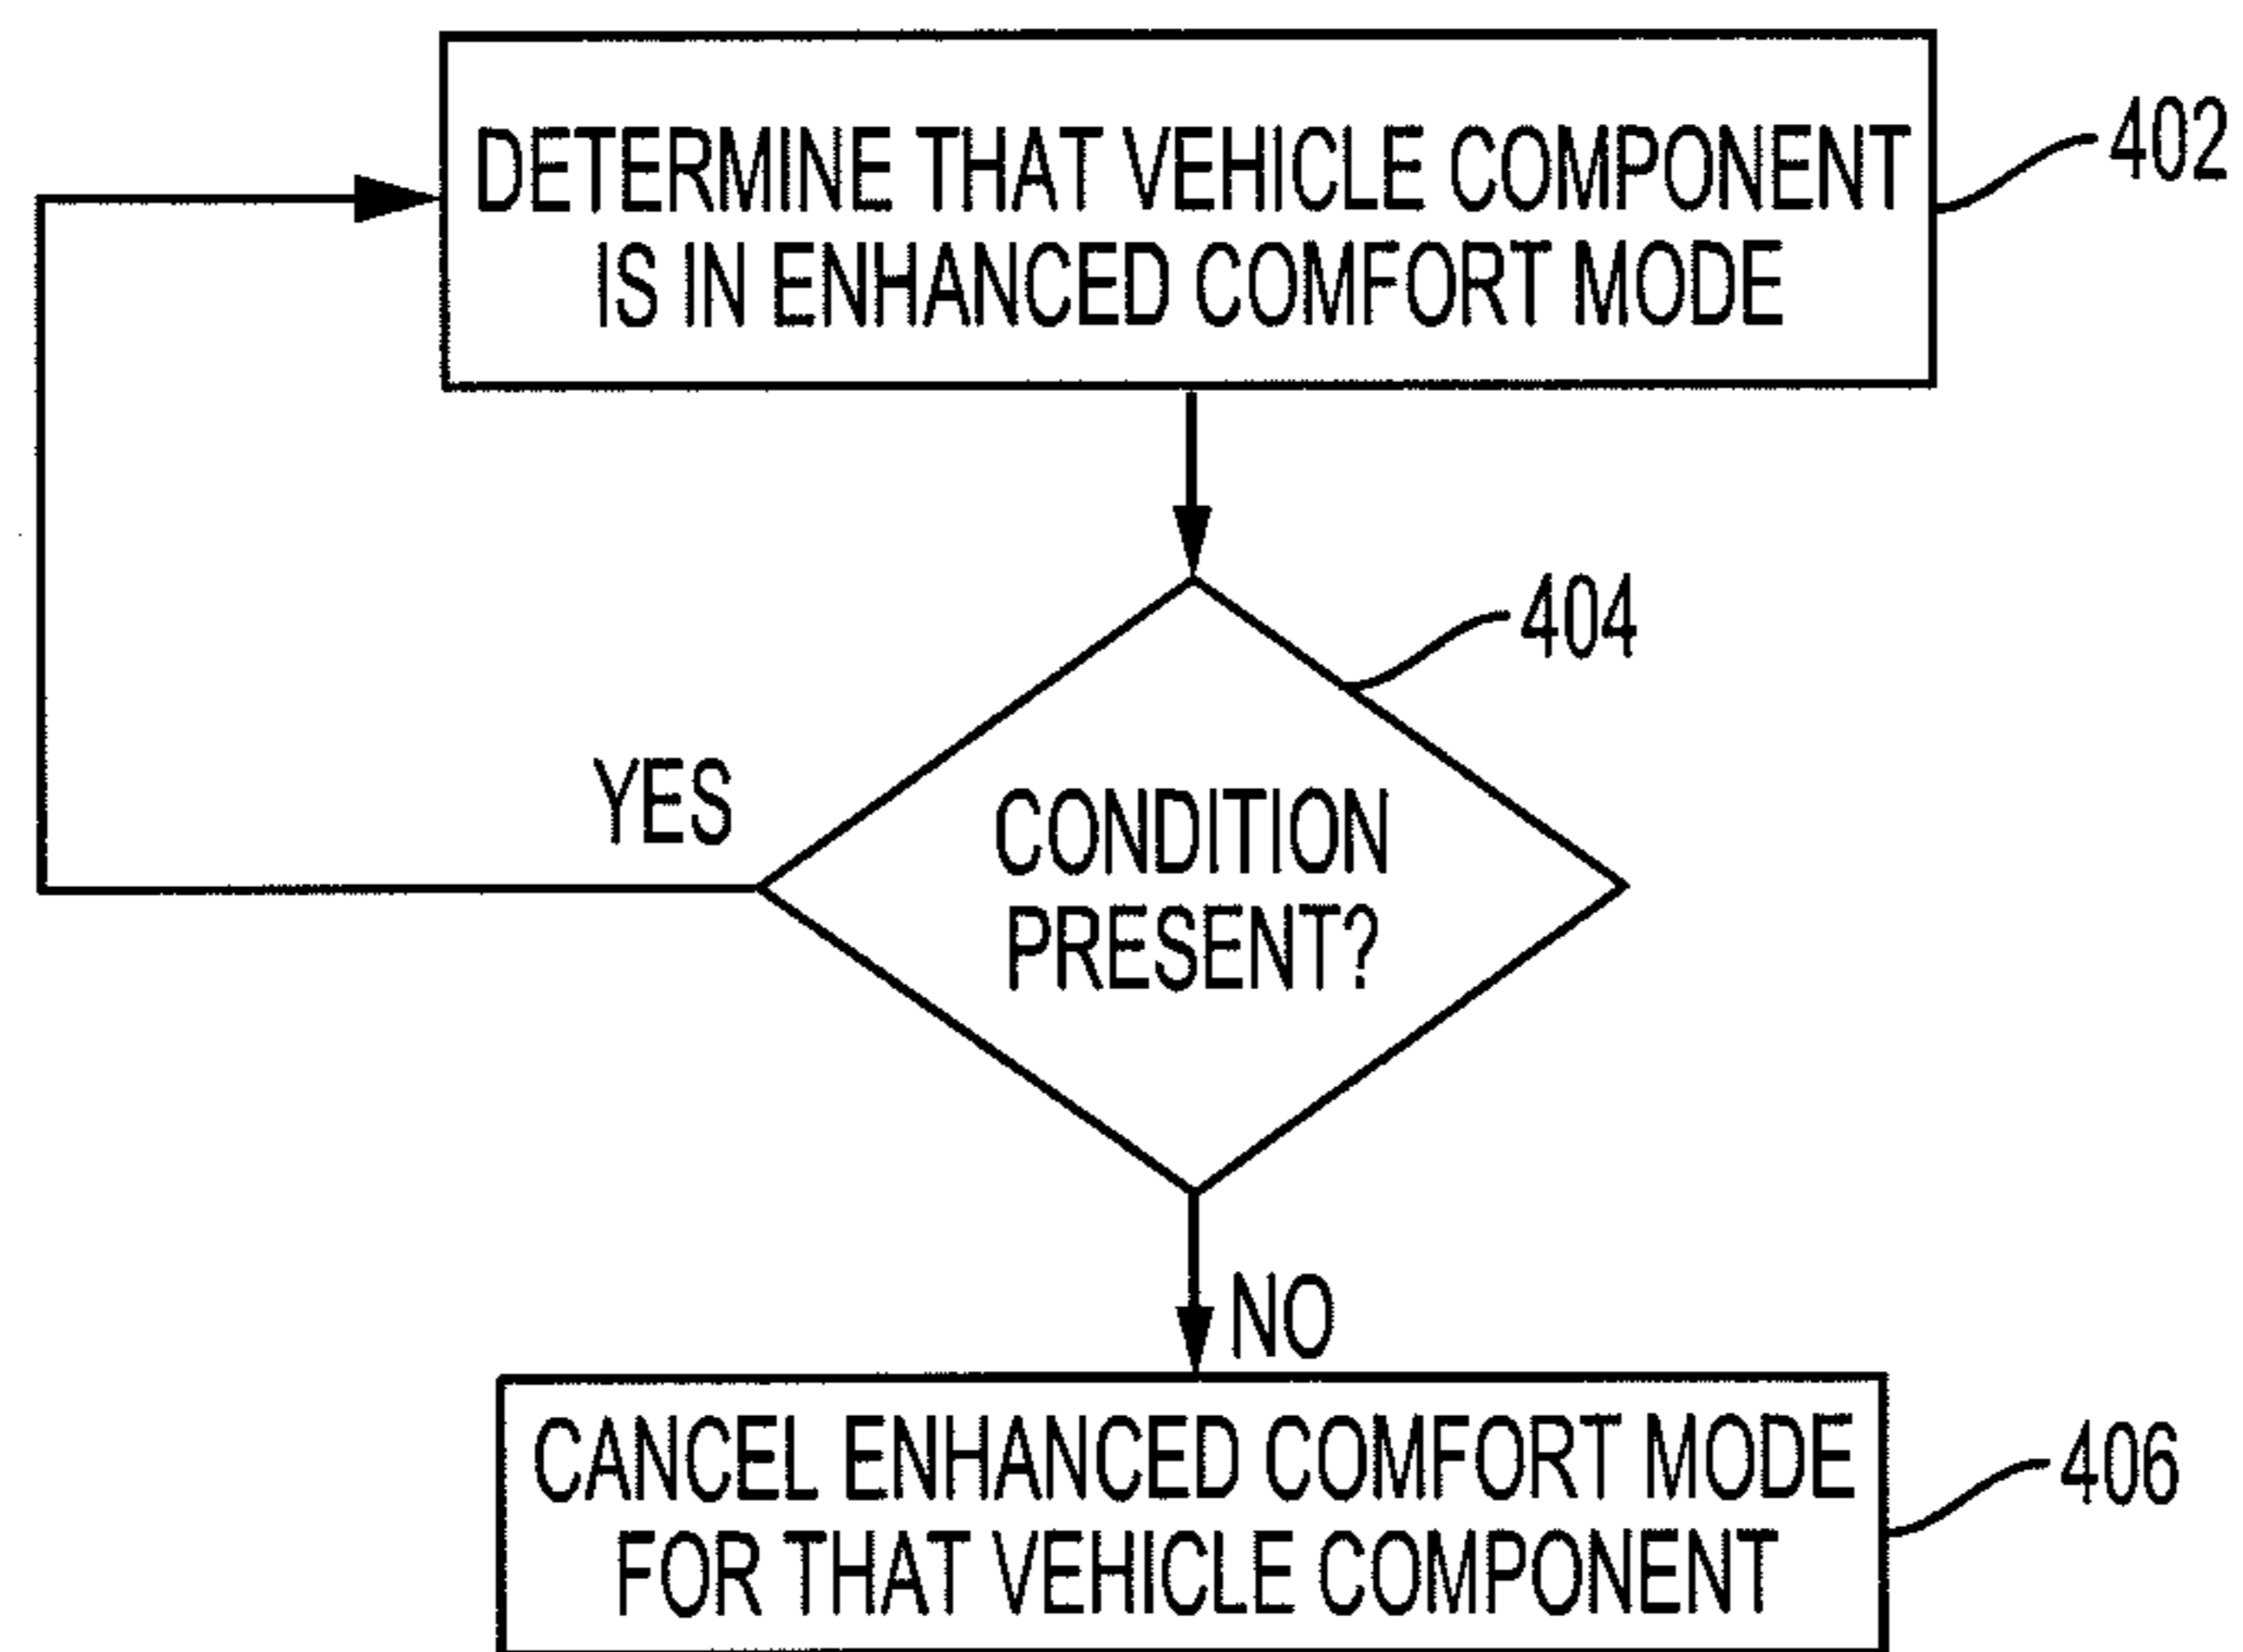 DETERMINE THAT VEHICLE COMPONENT
IS IN ENHANCED COMFORT MODE
402
404
YES
CONDITION
PRESENT?
NO
CANCEL ENHANCED COMFORT MODE
FOR THAT VEHICLE COMPONENT
406